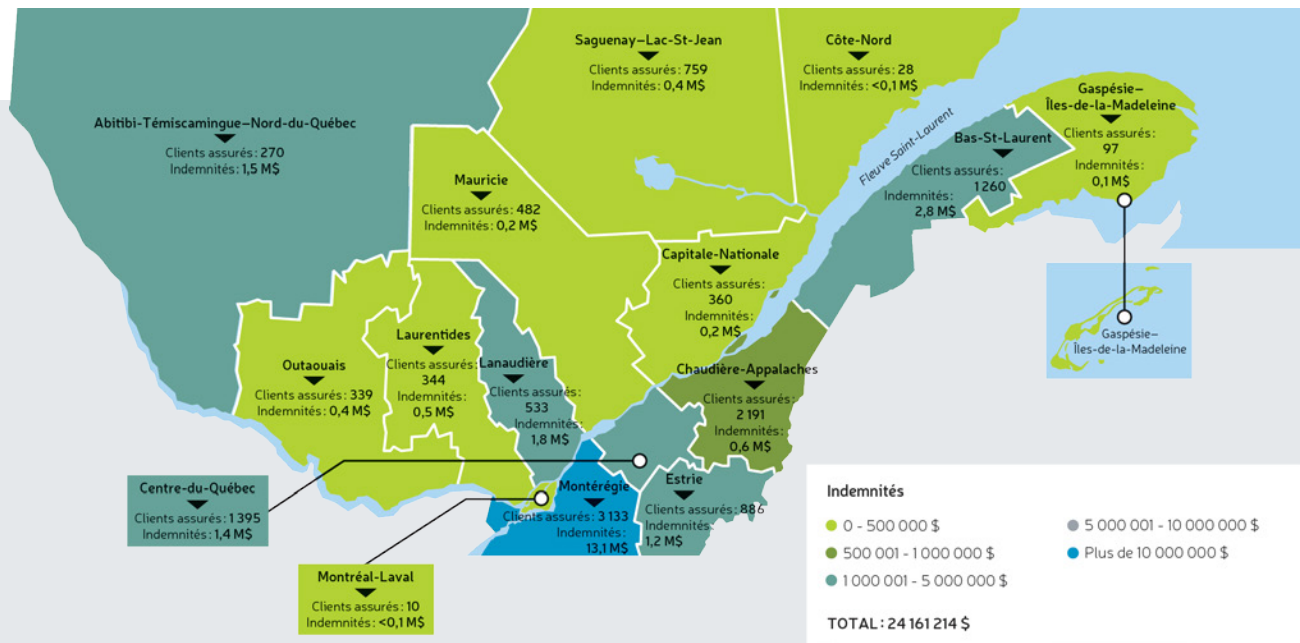 Saguenay–Lac-St-Jean
Clients assurés : 759
Indemnités : 0,4 M$
Côte-Nord
Clients assurés : 28
Indemnités : <0,1 M$
Gaspésie–
Îles-de-la-Madeleine
Clients assurés :
97
Indemnités :
0,1 M$
Abitibi-Témiscamingue–Nord-du-Québec
Clients assurés : 270
Indemnités : 1,5 M$
Fleuve Saint-Laurent
Bas-St-Laurent
Clients assurés :
1 260
Indemnités :
2,8 M$
Mauricie
Clients assurés : 482
Indemnités : 0,2 M$
Capitale-Nationale
Clients assurés :
360
Indemnités :
0,2 M$
Gaspésie–
Îles-de-la-Madeleine
Outaouais
Clients assurés : 339
Indemnités : 0,4 M$
Laurentides
Clients assurés :
344
Indemnités :
0,5 M$
Lanaudière
Clients assurés :
533
Indemnités :
1,8 M$
Chaudière-Appalaches
Clients assurés :
2 191
Indemnités :
0,6 M$
Centre-du-Québec
Clients assurés : 1 395
Indemnités : 1,4 M$
Montérégie
Clients assurés : 3 133
Indemnités :
13,1 M$
Estrie
Clients assurés : 886
Indemnités :
1,2 M$
Montréal-Laval
Clients assurés : 10
Indemnités : <0,1 M$
Indemnités
0 - 500 000 $
500 001 - 1 000 000 $
1 000 001 - 5 000 000 $
5 000 001 - 10 000 000 $
Plus de 10 000 000 $
TOTAL : 24 161 214 $